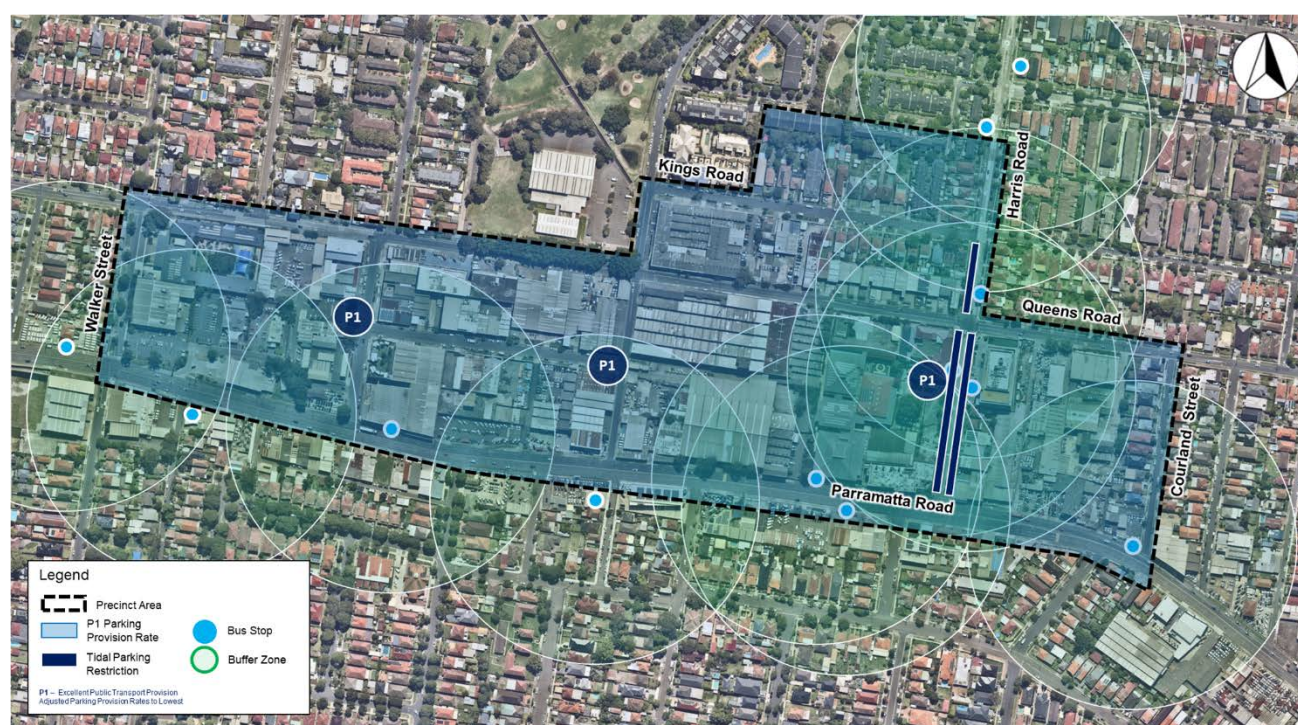 Kings Road
Harris Road
Walker Street
P1
Queens Road
P1
P1
Courland Street
Parramatta Road
Legend
Precinct Area
P1 Parking
Provision Rate
Bus Stop
Tidal Parking
Restriction
Buffer Zone
P1 – Excellent Public Transport Provision
Adjusted Parking Provision Rates to Lowest